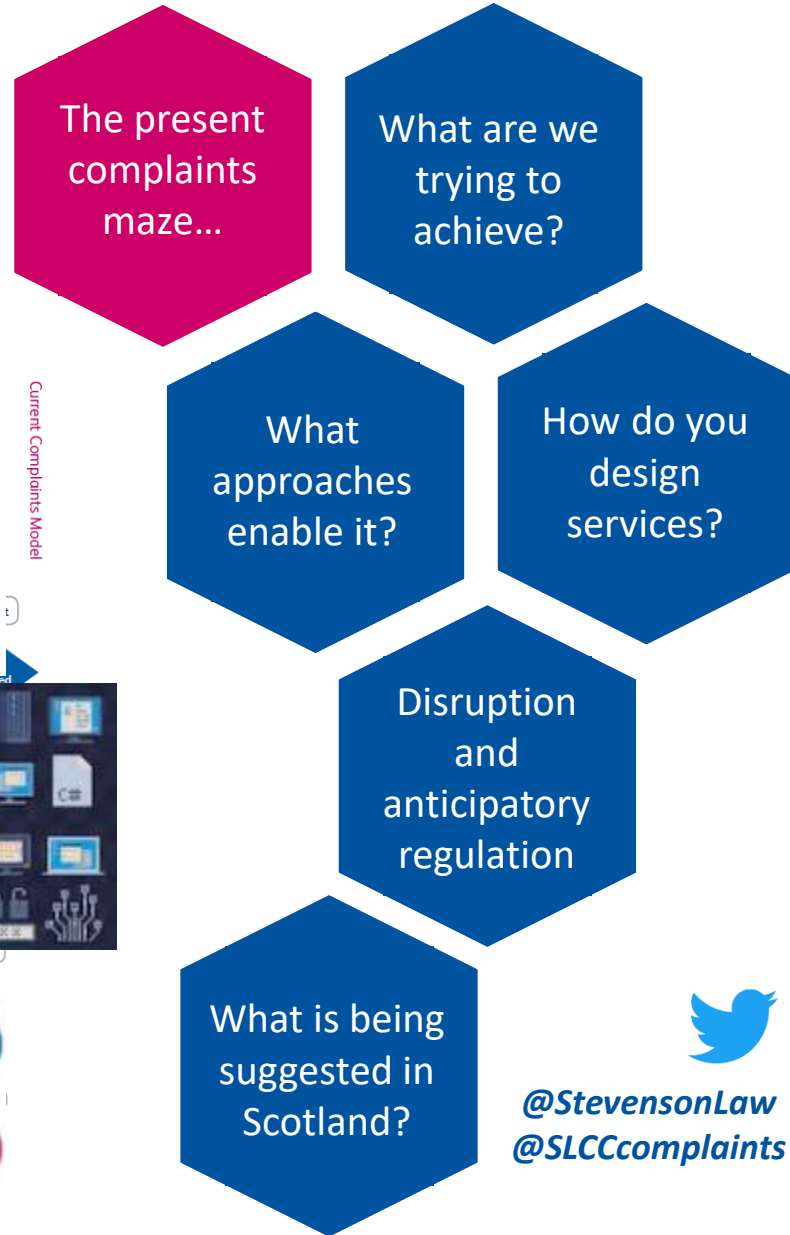 The present
complaints
maze...
What are we
trying to
achieve?
Current Complaints Model
What
approaches
enable it?
How do you
design
services?
Disruption
and
anticipatory
regulation
C#
What is being
suggested in
Scotland?
@StevensonLaw
@SLCCcomplaints